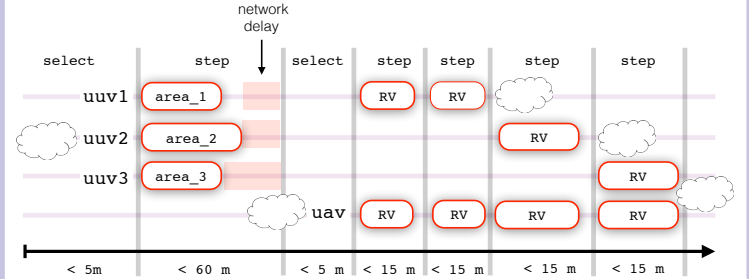 network
delay
select step select step step step step
uuv1 area_1 RV RV
uuv2 area_2 RV
uuv3 area_3 RV
uav RV RV RV RV
< 5m < 60 m < 5 m < 15 m < 15 m < 15 m < 15 m